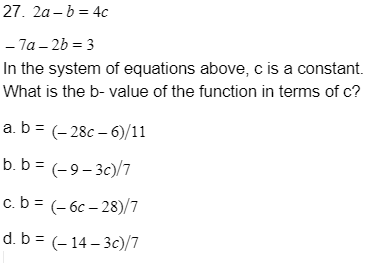 27. 2a – b = 4c
– 7a – 2b = 3
In the system of equations above, c is a constant.
What is the b- value of the function in terms of c?
a. b = (– 28c – 6)/11
b. b = (– 9 – 3c)/7
c. b = (– 6c – 28)/7
d. b = (– 14 – 3c)/7